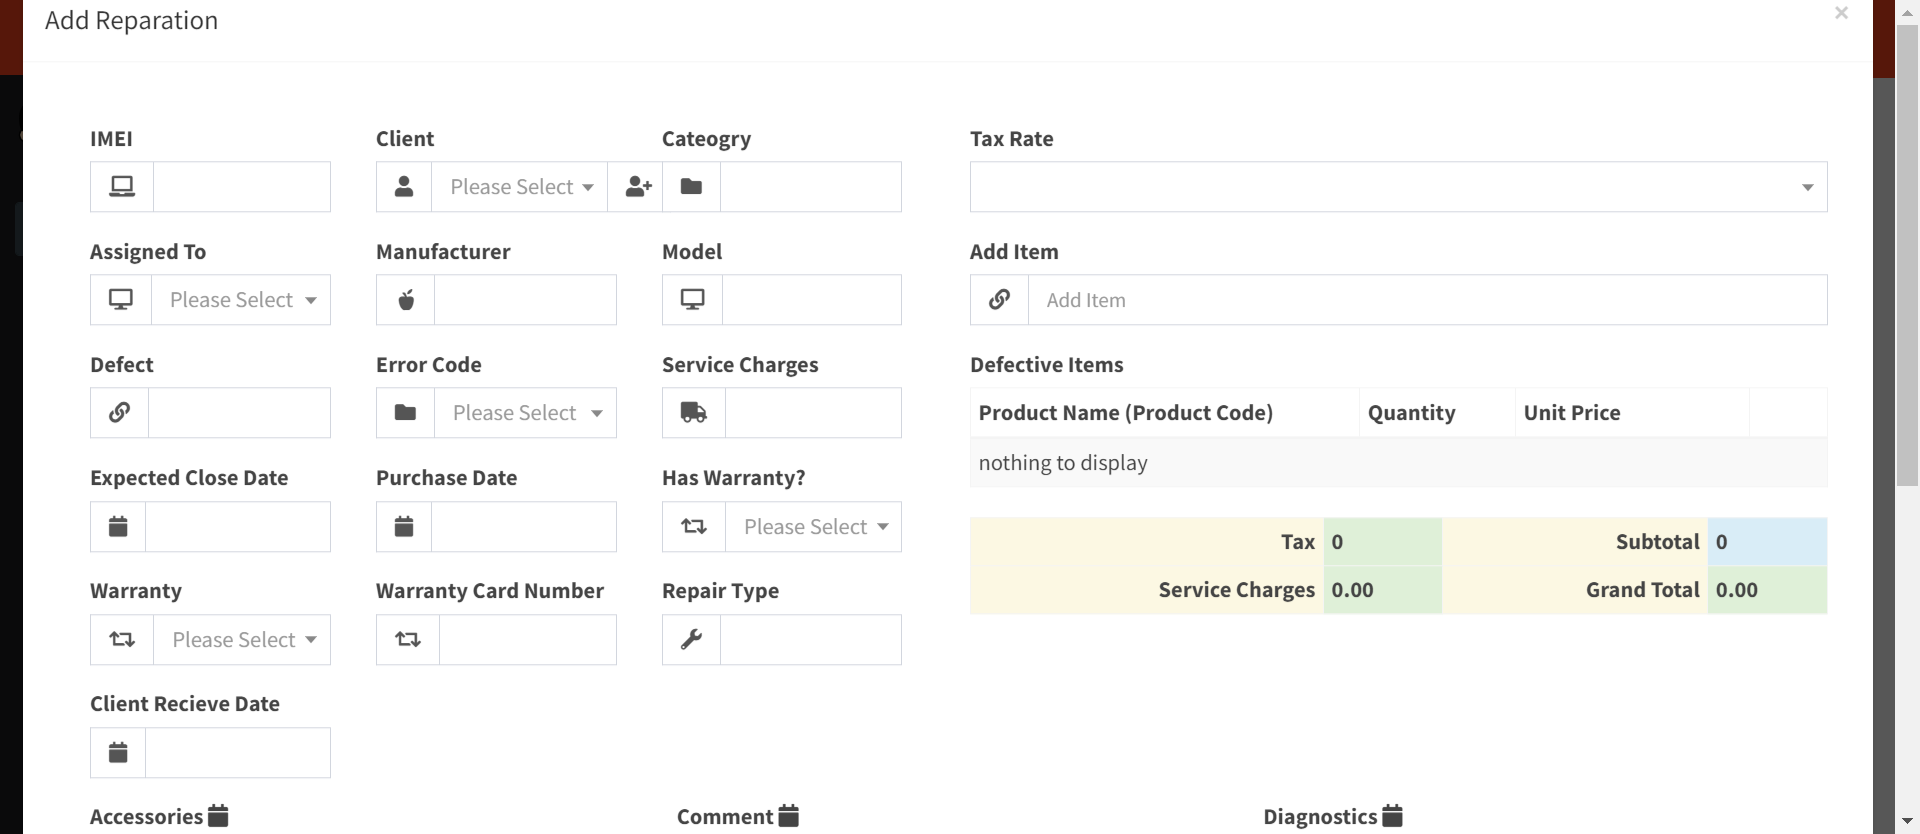 Add Reparation ×
IMEI Client Cateogry
Please Select
Assigned To Manufacturer Model
Please Select
Defect Error Code Service Charges
Please Select
Expected Close Date Purchase Date Has Warranty?
Please Select
Warranty Warranty Card Number Repair Type
Please Select
Client Recieve Date
Tax Rate
Add Item
Add Item
Defective Items
Product Name (Product Code) Quantity Unit Price
nothing to display
Tax 0 Subtotal 0
Service Charges 0.00 Grand Total 0.00
Accessories Comment Diagnostics